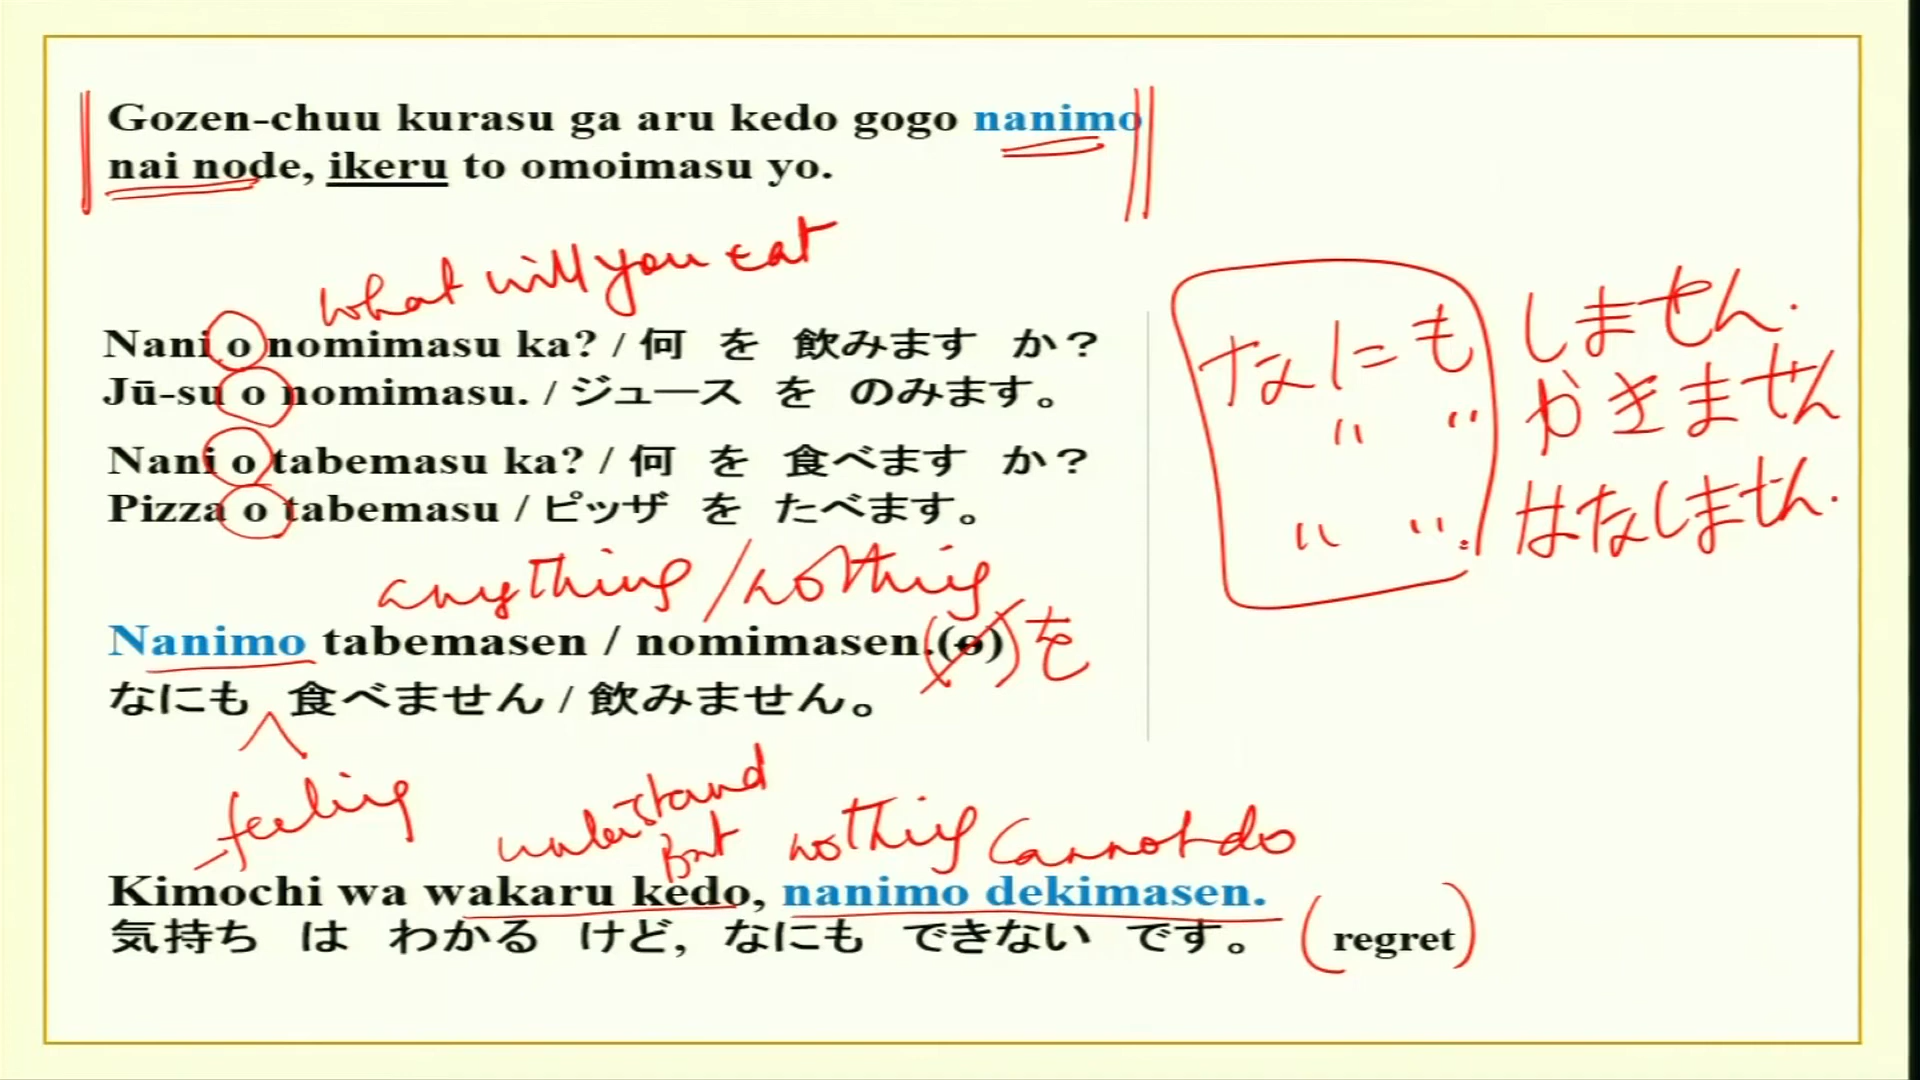 Gozen-chuu kurasu ga aru kedo gogo nanimo
nai node, ikeru to omoimasu yo.
what will you eat
Nani o nomimasu ka? / 何 を 飲みます か？
Jū-su o nomimasu. / ジュース を のみます。
Nani o tabemasu ka? / 何 を 食べます か？
Pizza o tabemasu / ピッザ を たべます。
anything / nothing
Nanimo tabemasen / nomimasen.(o) を
なにも 食べません / 飲みません。
feeling
understand
but nothing cannot do
Kimochi wa wakaru kedo, nanimo dekimasen.
気持ち は わかる けど, なにも できない です。 (regret)
なにも しません.
" " かきません
" " はなしません.